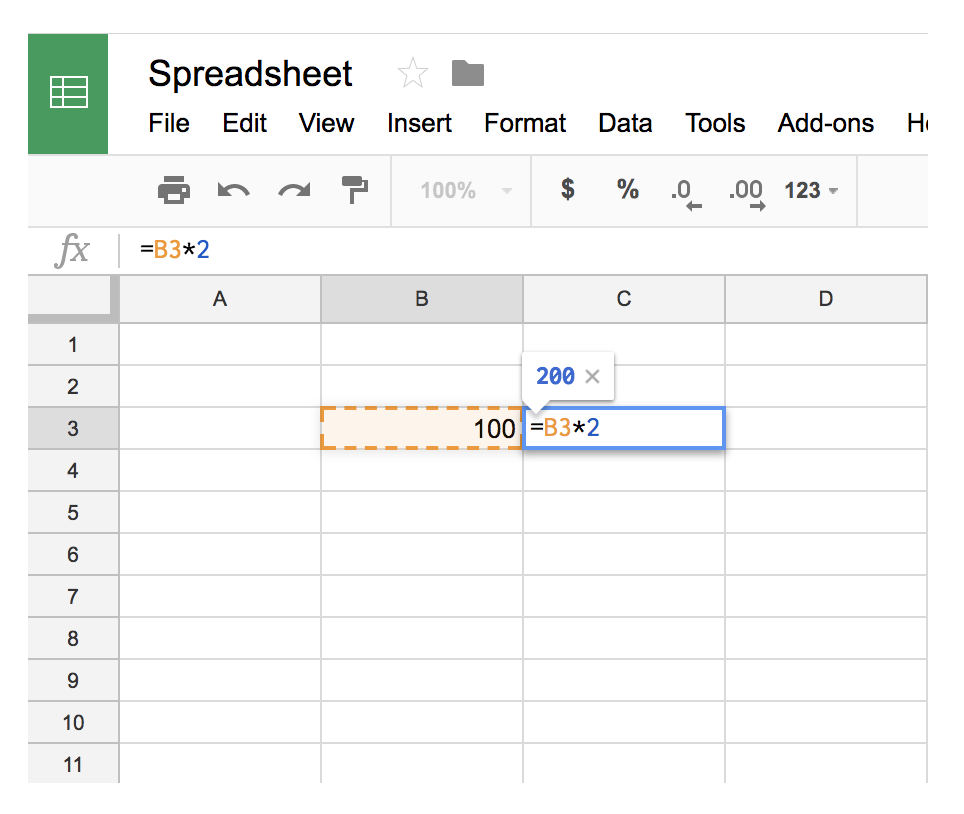 Spreadsheet
File Edit View Insert Format Data Tools Add-ons
100% $ % .0 .00 123
fx =B3*2
A B C D
1
2
200 ×
3 100 =B3*2
4
5
6
7
8
9
10
11